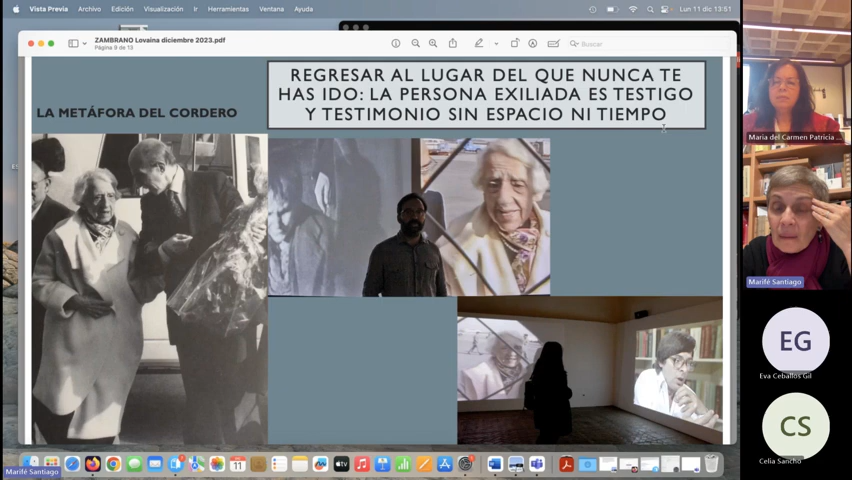 Vista Previa Archivo Edición Visualización Ir Herramientas Ventana Ayuda
Lun 11 dic 13:51
ZAMBRANO Lovaina diciembre 2023.pdf
Página 9 de 13
Buscar
REGRESAR AL LUGAR DEL QUE NUNCA TE
HAS IDO: LA PERSONA EXILIADA ES TESTIGO
Y TESTIMONIO SIN ESPACIO NI TIEMPO
LA METÁFORA DEL CORDERO
Maria del Carmen Patricia ...
Marifé Santiago
EG
Eva Ceballos Gil
CS
Celia Sancho
Marifé Santiago